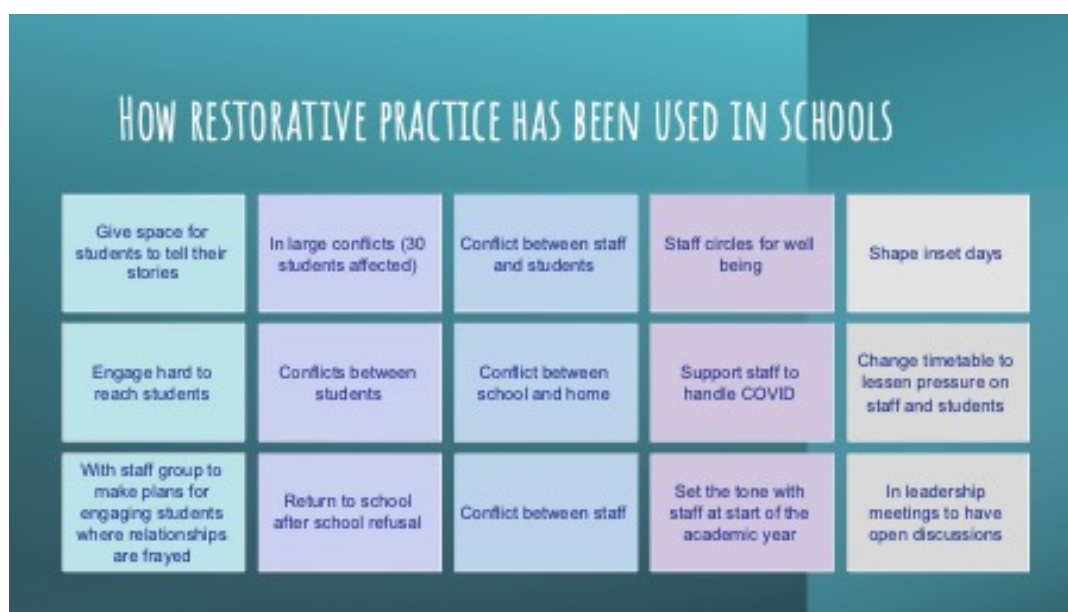 How restorative practice has been used in schools
Give space for
students to tell their
stories
In large conflicts (30
students affected)
Conflict between staff
and students
Staff circles for well
being
Shape inset days
Engage hard to
reach students
Conflicts between
students
Conflict between
school and home
Support staff to
handle COVID
Change timetable to
lessen pressure on
staff and students
With staff group to
make plans for
engaging students
where relationships
are frayed
Return to school
after school refusal
Conflict between staff
Set the tone with
staff at start of the
academic year
In leadership
meetings to have
open discussions